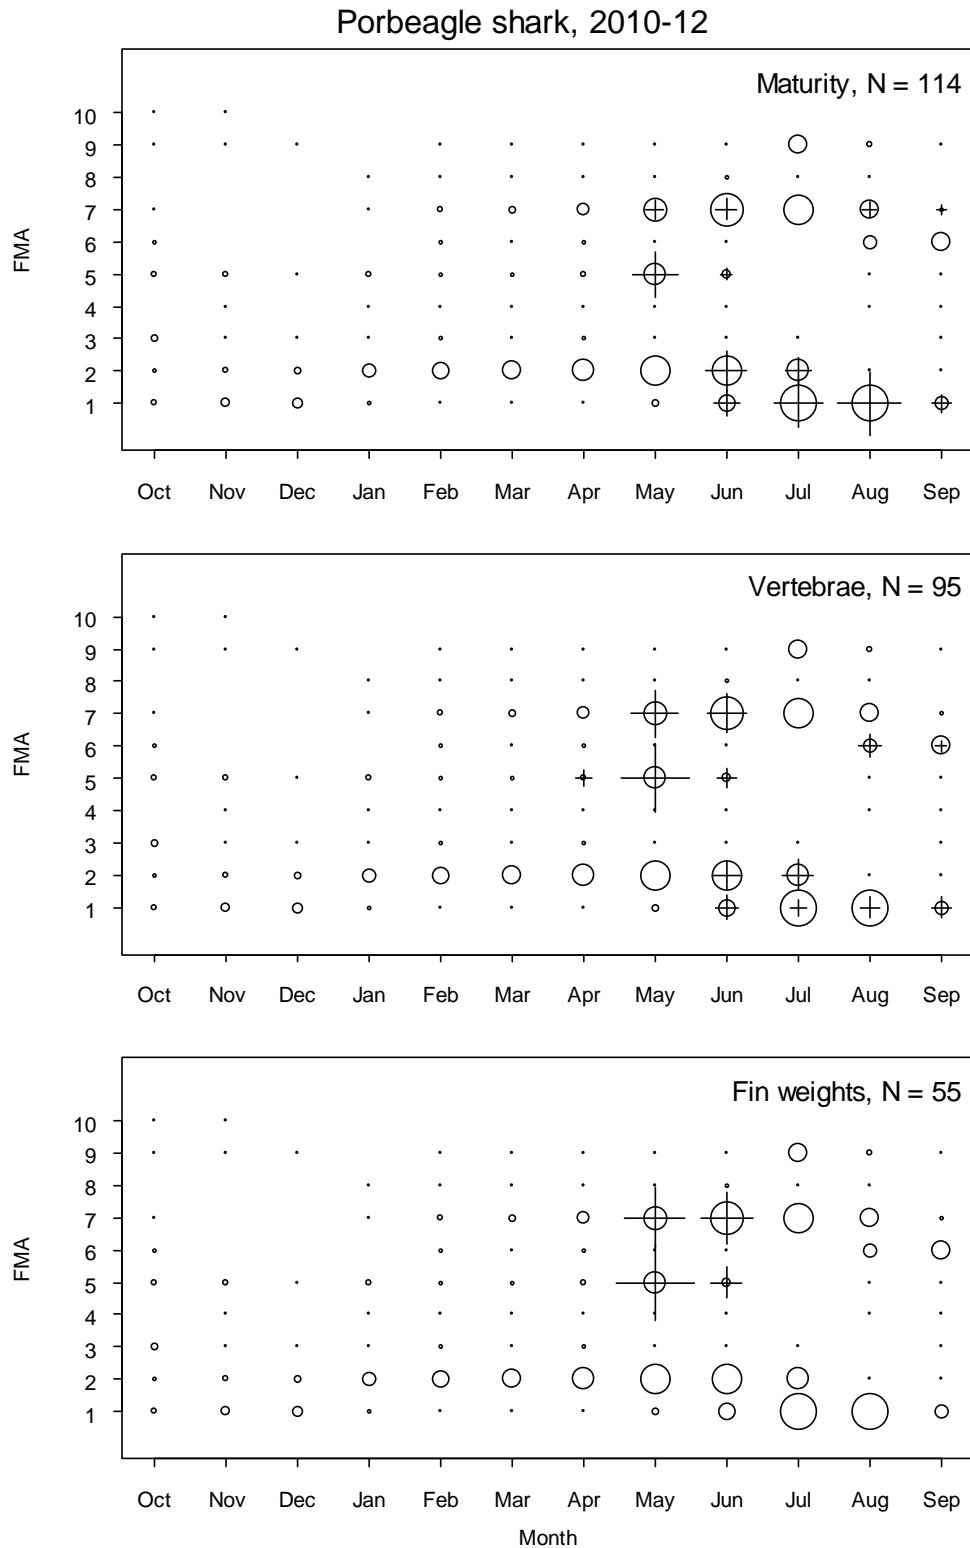 Porbeagle shark, 2010-12
Maturity, N = 114
10
9
8
7
6
5
4
3
2
1
FMA
Oct Nov Dec Jan Feb Mar Apr May Jun Jul Aug Sep
Vertebrae, N = 95
10
9
8
7
6
5
4
3
2
1
FMA
Oct Nov Dec Jan Feb Mar Apr May Jun Jul Aug Sep
Fin weights, N = 55
10
9
8
7
6
5
4
3
2
1
FMA
Oct Nov Dec Jan Feb Mar Apr May Jun Jul Aug Sep
Month